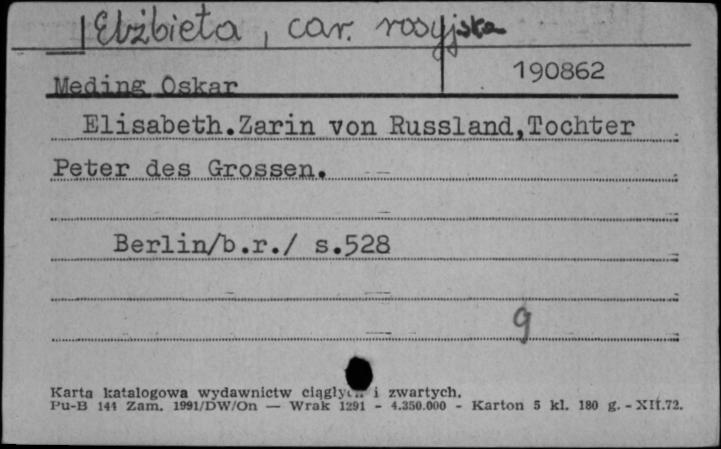 Elżbieta, car. rosyjska
190862
Meding Oskar
Elisabeth.Zarin von Russland,Tochter
Peter des Grossen.
Berlin/b.r./ s.528
9
Karta katalogowa wydawnictw ciągłych i zwartych.
Pu-B 144 Zam. 1991/DW/On — Wrak 1291 - 4.350.000 - Karton 5 kl. 180 g. - XII.72.